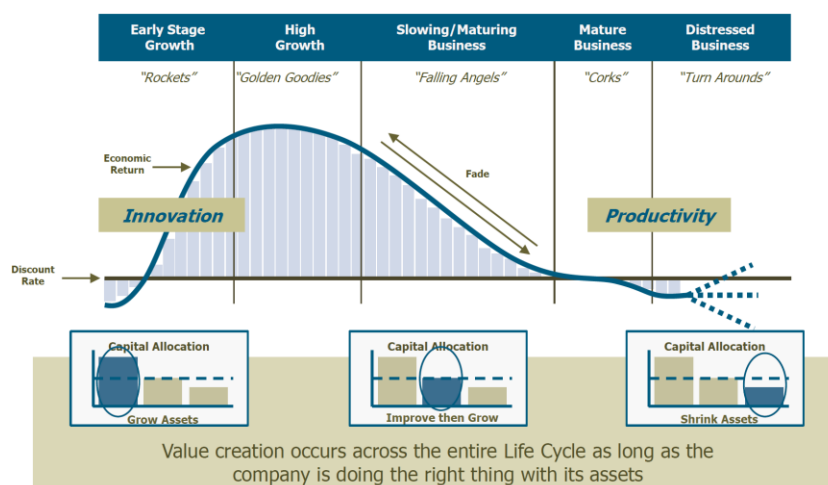 Early Stage Growth
High Growth
Slowing/Maturing Business
Mature Business
Distressed Business
"Rockets"
"Golden Goodies"
"Falling Angels"
"Corks"
"Turn Arounds"
Economic
Return
Fade
Innovation
Productivity
Discount
Rate
Capital Allocation
Grow Assets
Capital Allocation
Improve then Grow
Capital Allocation
Shrink Assets
Value creation occurs across the entire Life Cycle as long as the
company is doing the right thing with its assets